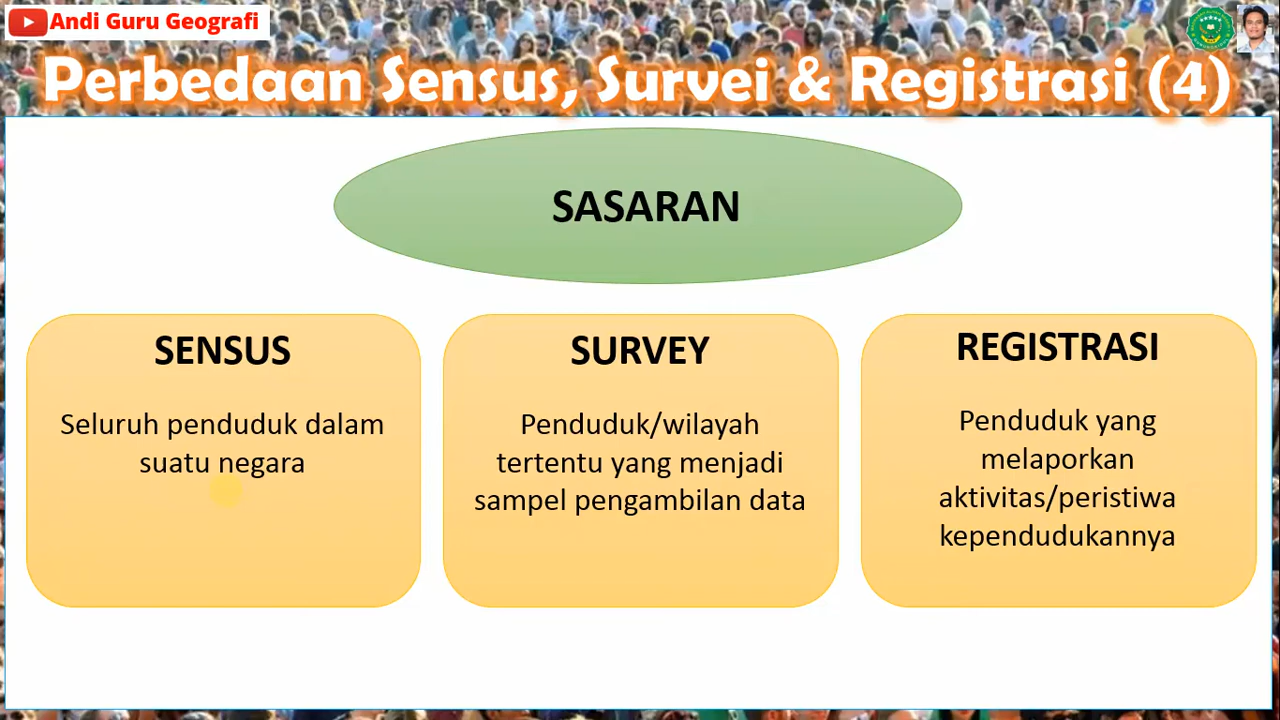 Andi Guru Geografi
Perbedaan Sensus, Survei & Registrasi (4)
SASARAN
SENSUS
Seluruh penduduk dalam
suatu negara
SURVEY
Penduduk/wilayah
tertentu yang menjadi
sampel pengambilan data
REGISTRASI
Penduduk yang
melaporkan
aktivitas/peristiwa
kependudukannya